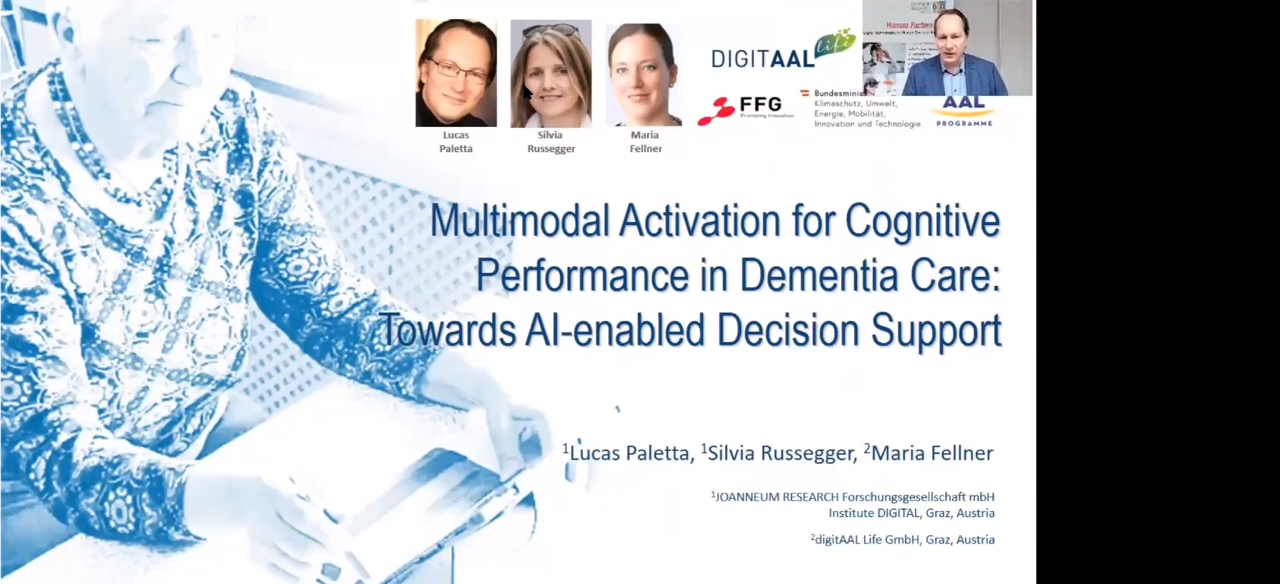 Lucas
Paletta
Silvia
Russegger
Maria
Fellner
DIGITAAL life
FFG
Promoting Innovation
Klimaschutz, Umwelt,
Energie, Mobilität,
Innovation und Technologie
AAL
PROGRAMME
Multimodal Activation for Cognitive
Performance in Dementia Care:
Towards AI-enabled Decision Support
¹Lucas Paletta, ¹Silvia Russegger, ²Maria Fellner
¹JOANNEUM RESEARCH Forschungsgesellschaft mbH
Institute DIGITAL, Graz, Austria
²digitAAL Life GmbH, Graz, Austria